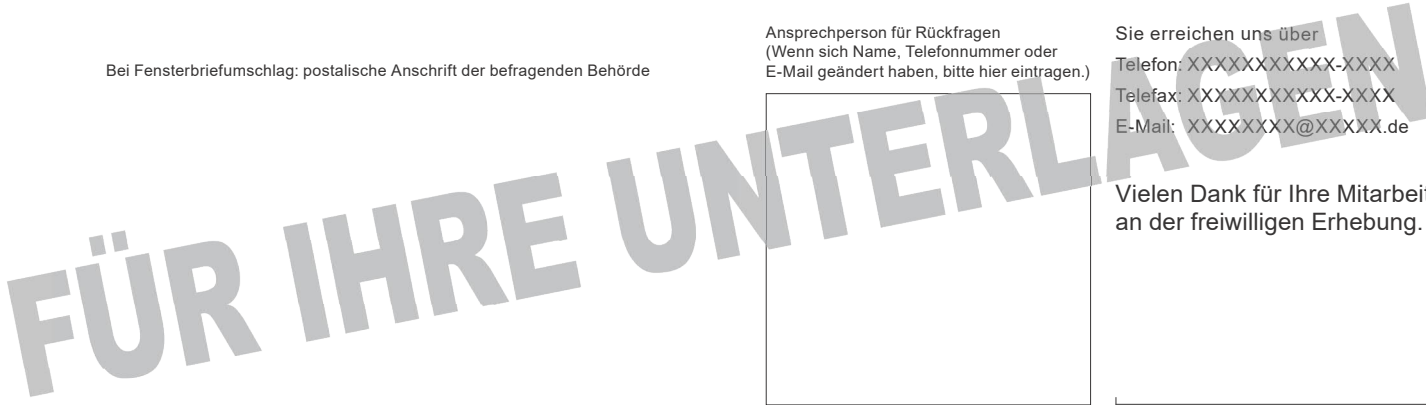 Bei Fensterbriefumschlag: postalische Anschrift der befragenden Behörde
Ansprechperson für Rückfragen
(Wenn sich Name, Telefonnummer oder
E-Mail geändert haben, bitte hier eintragen.)
Sie erreichen uns über
Telefon: XXXXXXXXXXX-XXXX
Telefax: XXXXXXXXXXX-XXXX
E-Mail: XXXXXXXX@XXXXX.de
Vielen Dank für Ihre Mitarbeit
an der freiwilligen Erhebung.
FÜR IHRE UNTERLAGEN